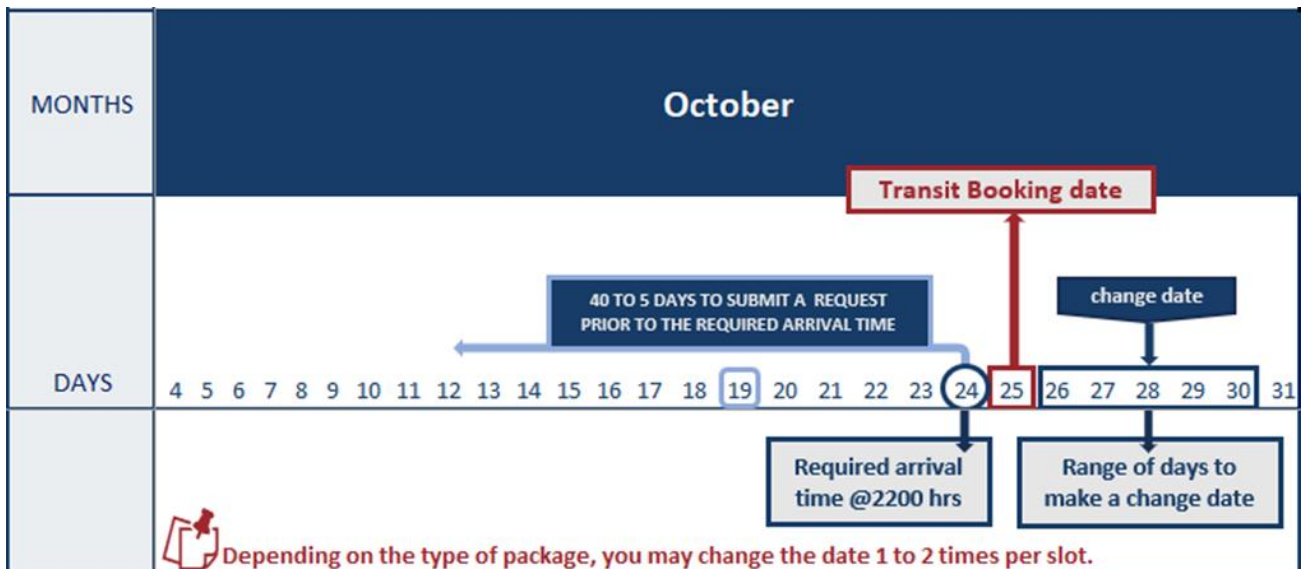 MONTHS
October
Transit Booking date
40 TO 5 DAYS TO SUBMIT A REQUEST
PRIOR TO THE REQUIRED ARRIVAL TIME
change date
DAYS
4 5 6 7 8 9 10 11 12 13 14 15 16 17 18 19 20 21 22 23 24 25 26 27 28 29 30 31
Required arrival
time @2200 hrs
Range of days to
make a change date
Depending on the type of package, you may change the date 1 to 2 times per slot.